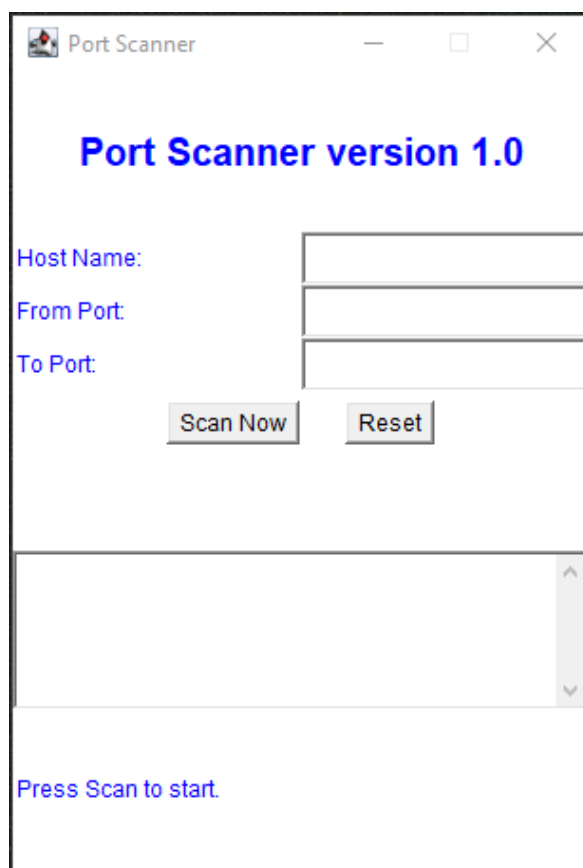 Port Scanner
Port Scanner version 1.0
Host Name:
From Port:
To Port:
Scan Now Reset
Press Scan to start.